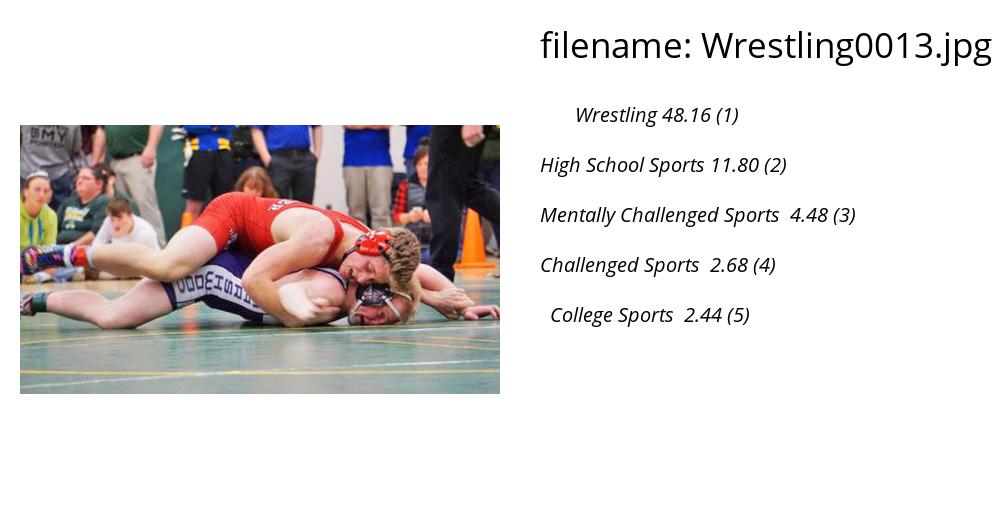 filename: Wrestling0013.jpg
Wrestling 48.16 (1)
High School Sports 11.80 (2)
Mentally Challenged Sports 4.48 (3)
Challenged Sports 2.68 (4)
College Sports 2.44 (5)